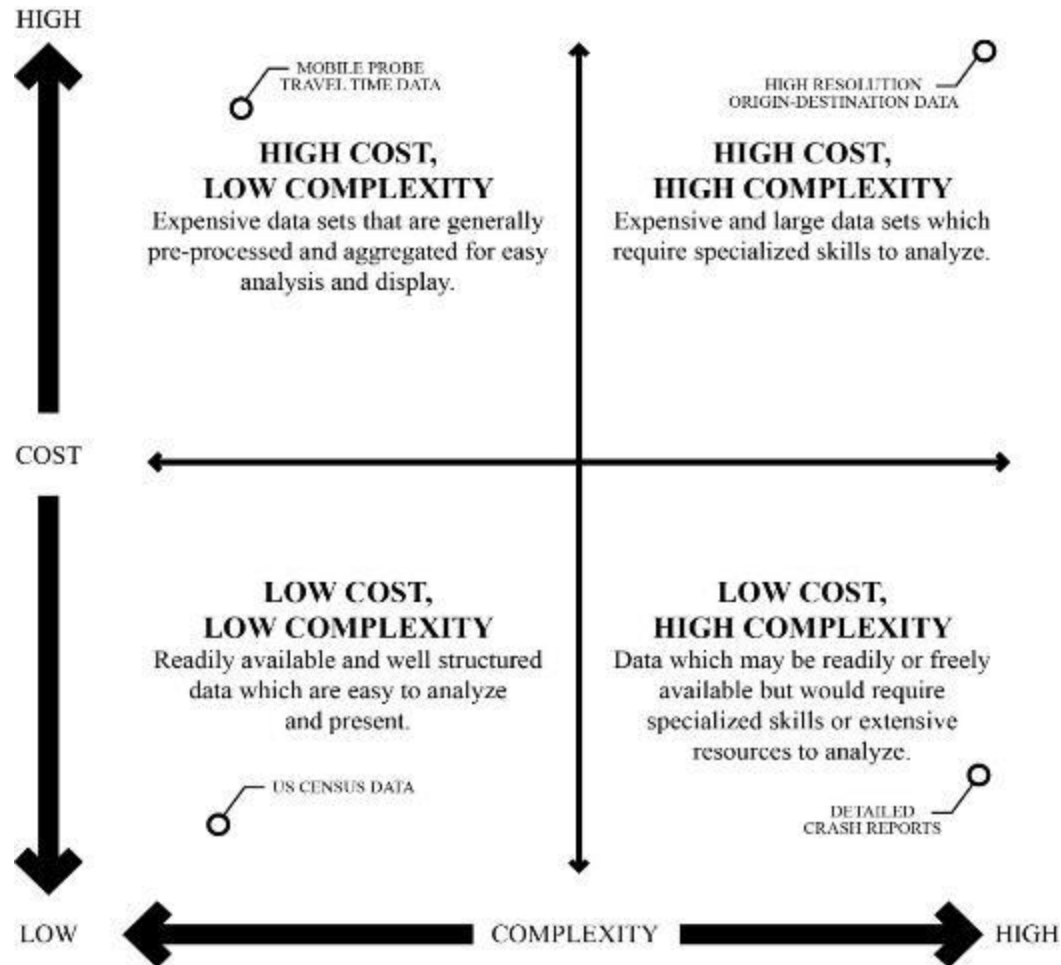 HIGH
MOBILE PROBE
TRAVEL TIME DATA
HIGH COST,
LOW COMPLEXITY
Expensive data sets that are generally
pre-processed and aggregated for easy
analysis and display.
HIGH RESOLUTION
ORIGIN-DESTINATION DATA
HIGH COST,
HIGH COMPLEXITY
Expensive and large data sets which
require specialized skills to analyze.
COST
LOW COST,
LOW COMPLEXITY
Readily available and well structured
data which are easy to analyze
and present.
US CENSUS DATA
LOW COST,
HIGH COMPLEXITY
Data which may be readily or freely
available but would require
specialized skills or extensive
resources to analyze.
DETAILED
CRASH REPORTS
LOW
COMPLEXITY
HIGH